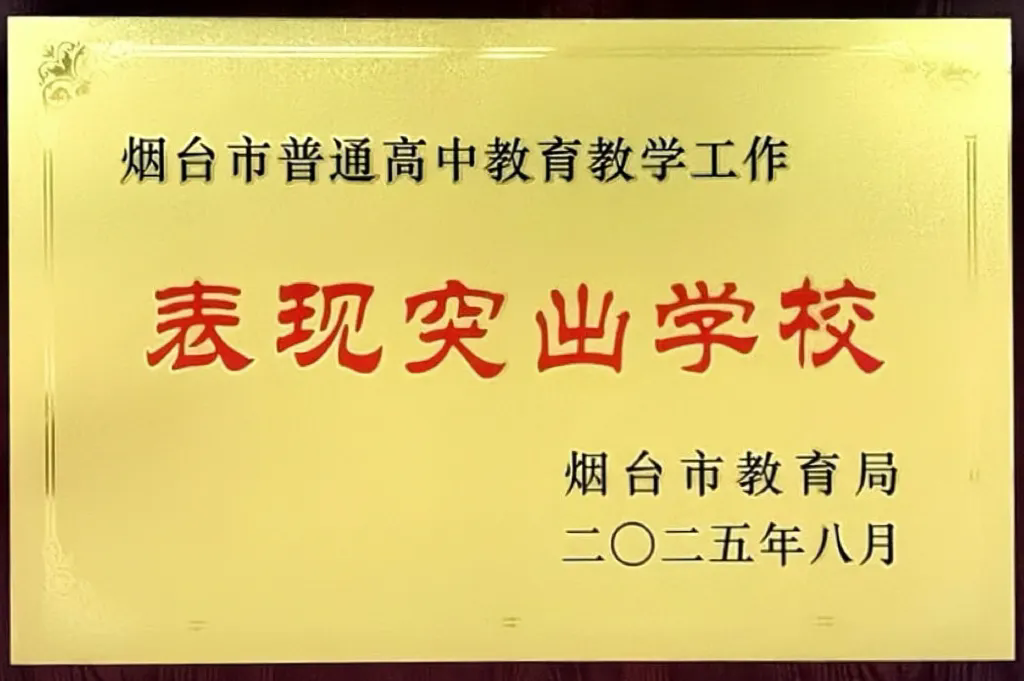 烟台市普通高中教育教学工作
表现突出学校
烟台市教育局
二〇二五年八月